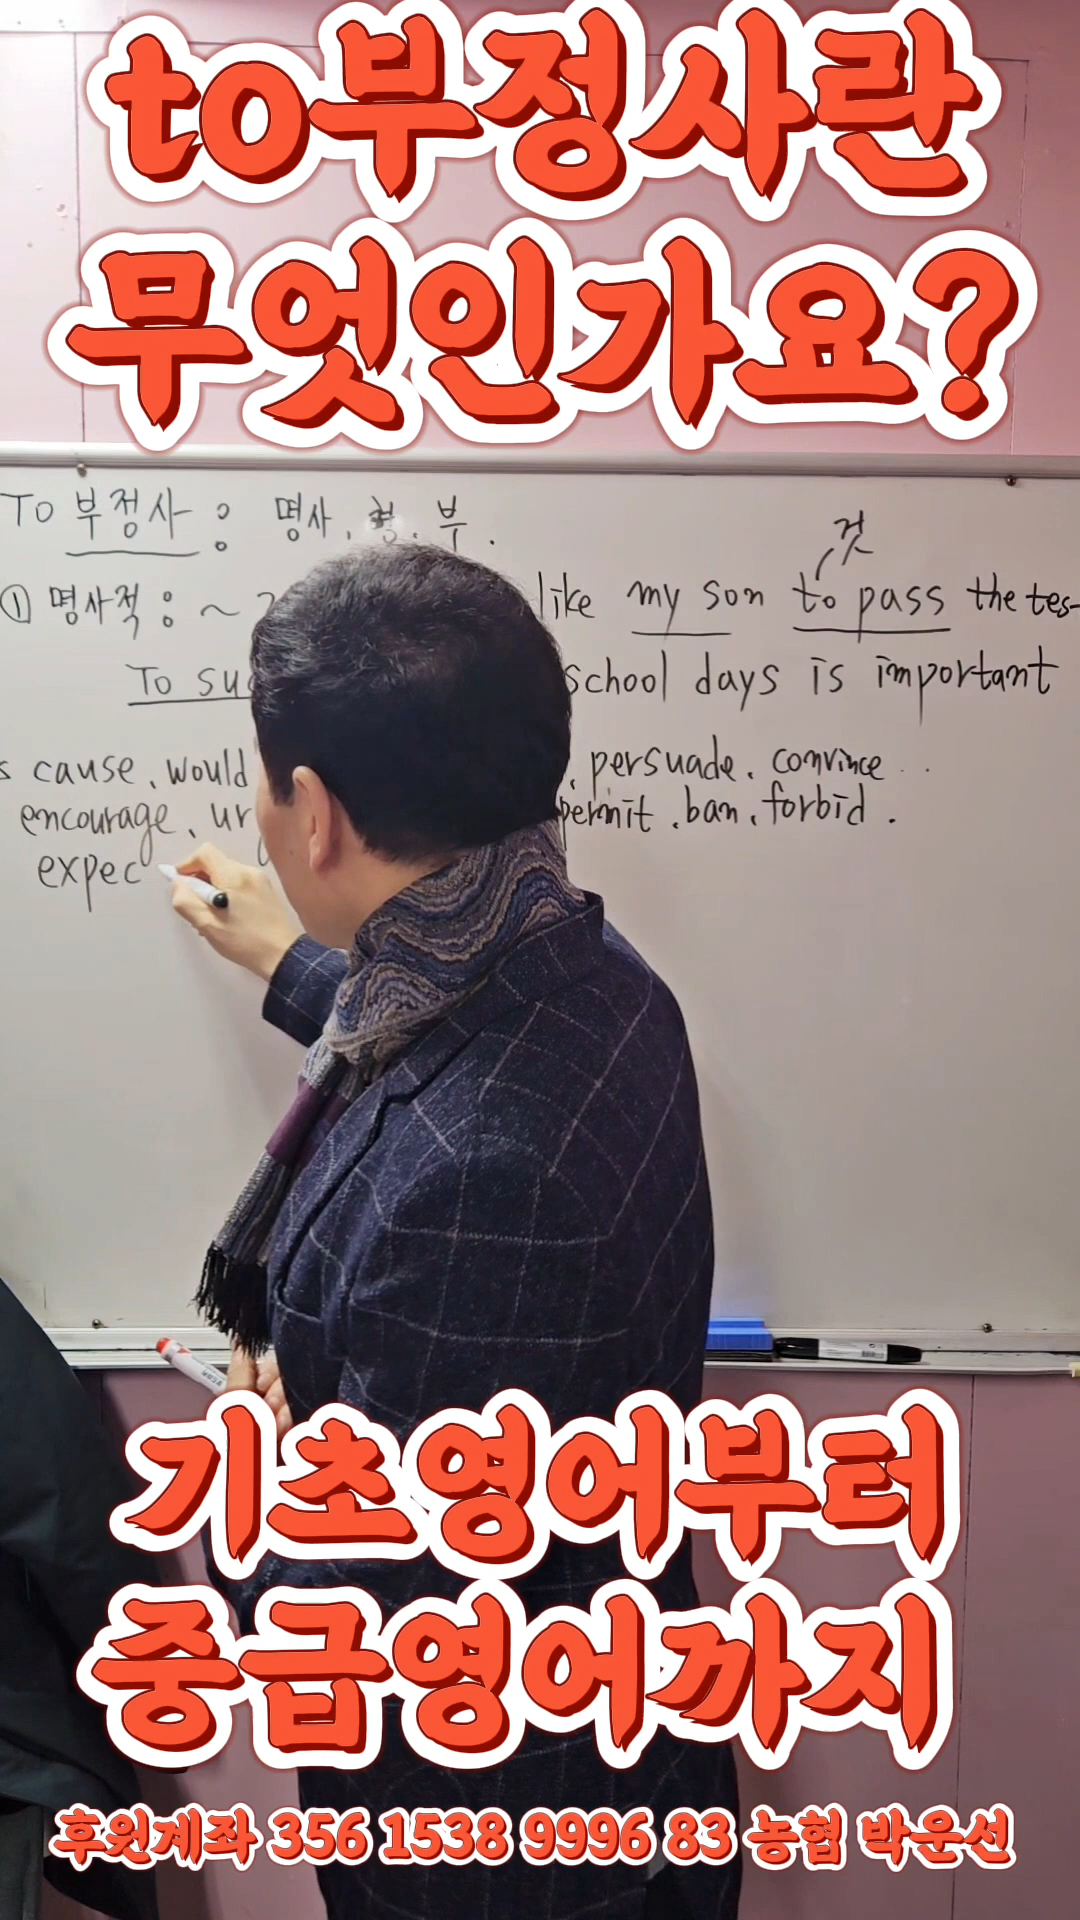 to부정사란
무엇인가요?
To 부정사 : 명사, 형, 부.
것
① 명사적 : ~ like my son to pass the tes
To su school days is important
cause, would , persuade, convince ..
encourage, ur permit, ban, forbid.
expec
기초영어부터
중급영어까지
후원계좌 356 1538 9996 83 농협 박운선